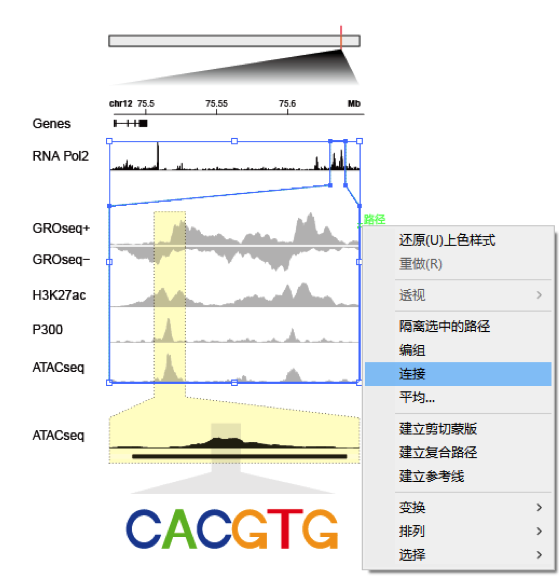 chr12 75.5 75.55 75.6 Mb
Genes
RNA Pol2
路径
GROseq+
GROseq−
H3K27ac
P300
ATACseq
ATACseq
CACGTG
还原(U)上色样式
重做(R)
透视
隔离选中的路径
编组
连接
平均...
建立剪切蒙版
建立复合路径
建立参考线
变换
排列
选择